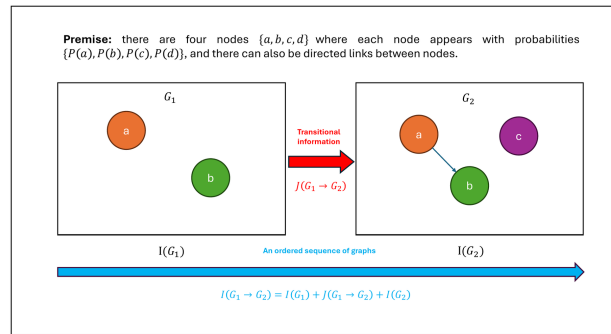 Premise: there are four nodes {a, b, c, d} where each node appears with probabilities
{P(a), P(b), P(c), P(d)}, and there can also be directed links between nodes.
G₁
G₂
a
b
Transitional
information
J(G₁ → G₂)
a
c
b
I(G₁)
An ordered sequence of graphs
I(G₂)
I(G₁ → G₂) = I(G₁) + J(G₁ → G₂) + I(G₂)